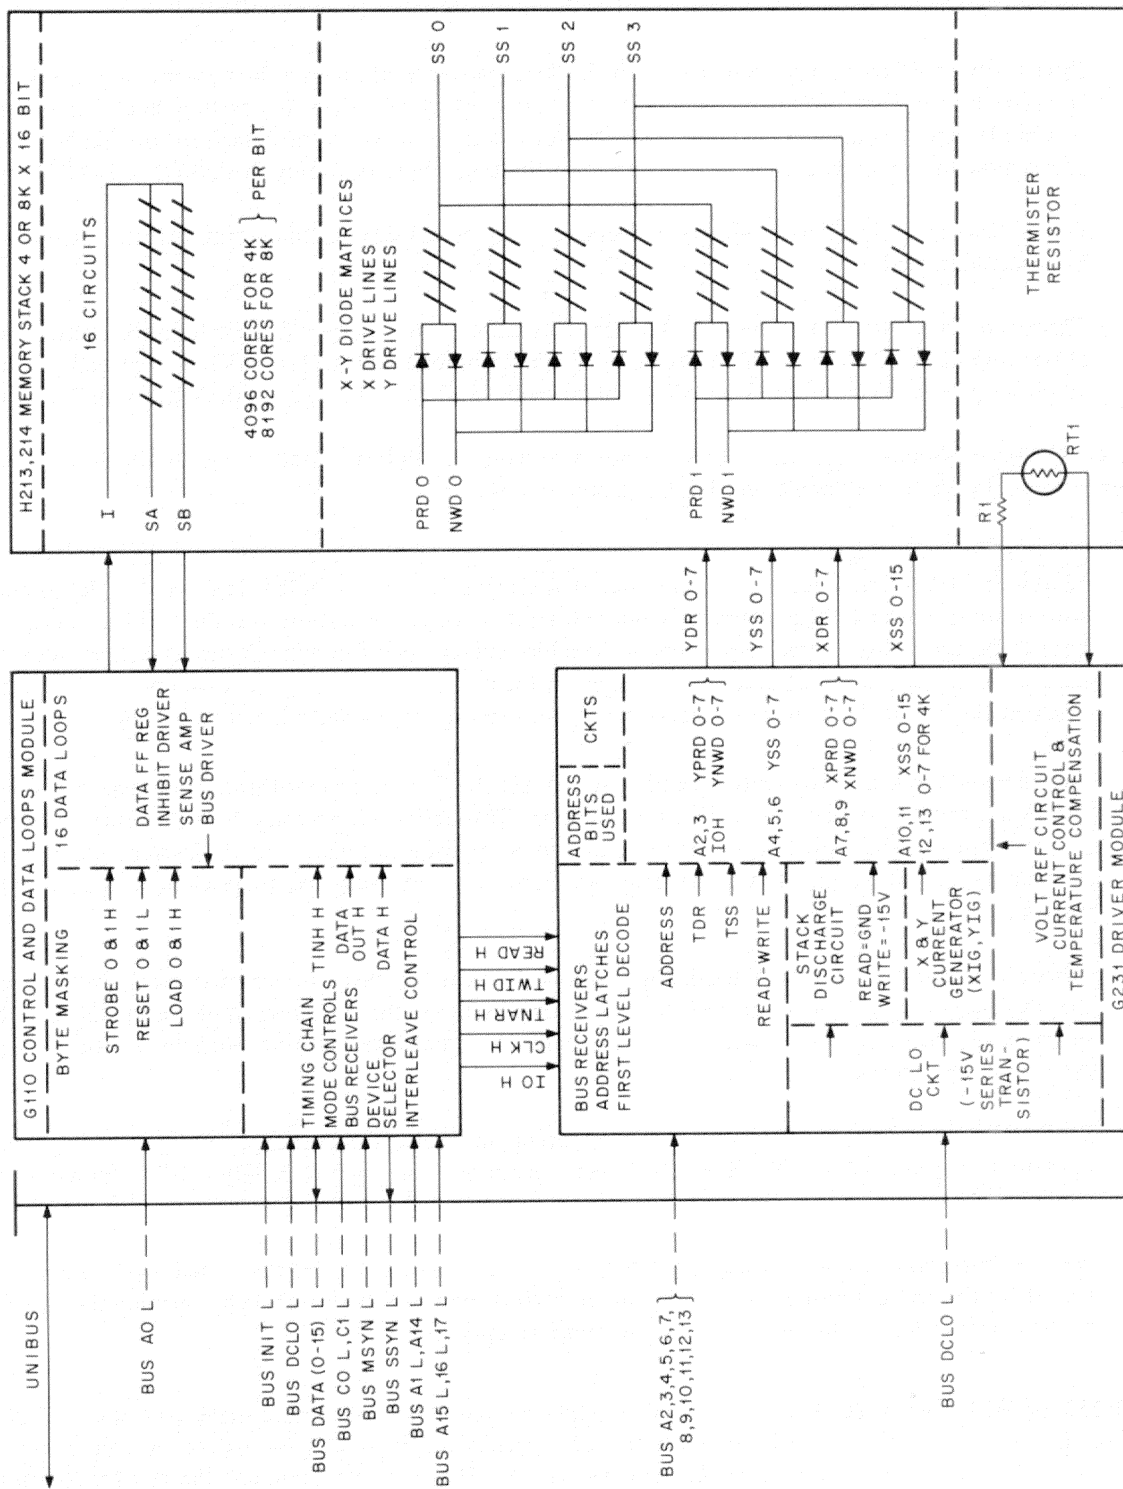 UNIBUS
BUS A0 L
BUS INIT L
BUS DCLO L
BUS DATA (0-15) L
BUS C0 L, C1 L
BUS MSYN L
BUS SSYN L
BUS A1 L, A14 L
BUS A15 L, 16 L, 17 L
BUS A2,3,4,5,6,7,
8,9,10,11,12,13
BUS DCLO L
G110 CONTROL AND DATA LOOPS MODULE
BYTE MASKING
16 DATA LOOPS
STROBE 0 & 1 H
RESET 0 & 1 L
LOAD 0 & 1 H
DATA FF REG
INHIBIT DRIVER
SENSE AMP
BUS DRIVER
TIMING CHAIN
MODE CONTROLS
BUS RECEIVERS
DEVICE
SELECTOR
INTERLEAVE CONTROL
TINH H
DATA
OUT H
DATA H
READ H
TWID H
TNAR H
CLK H
IO H
BUS RECEIVERS
ADDRESS LATCHES
FIRST LEVEL DECODE
ADDRESS
BITS
USED
CKTS
ADDRESS
TDR
TSS
READ-WRITE
A2,3
IOH
YPRD 0-7
YNWD 0-7
A4,5,6
YSS 0-7
A7,8,9
XPRD 0-7
XNWD 0-7
A10,11
12,13
XSS 0-15
0-7 FOR 4K
STACK
DISCHARGE
CIRCUIT
READ=GND
WRITE=-15V
X & Y
CURRENT
GENERATOR
(XIG,YIG)
DC LO
CKT
(-15V
SERIES
TRAN-
SISTOR)
VOLT REF CIRCUIT
CURRENT CONTROL &
TEMPERATURE COMPENSATION
G231 DRIVER MODULE
YDR 0-7
YSS 0-7
XDR 0-7
XSS 0-15
H213,214 MEMORY STACK 4 OR 8K X 16 BIT
16 CIRCUITS
I
SA
SB
4096 CORES FOR 4K
8192 CORES FOR 8K
PER BIT
X-Y DIODE MATRICES
X DRIVE LINES
Y DRIVE LINES
SS 0
SS 1
SS 2
SS 3
PRD 0
NWD 0
PRD 1
NWD 1
THERMISTER
RESISTOR
R1
RT1